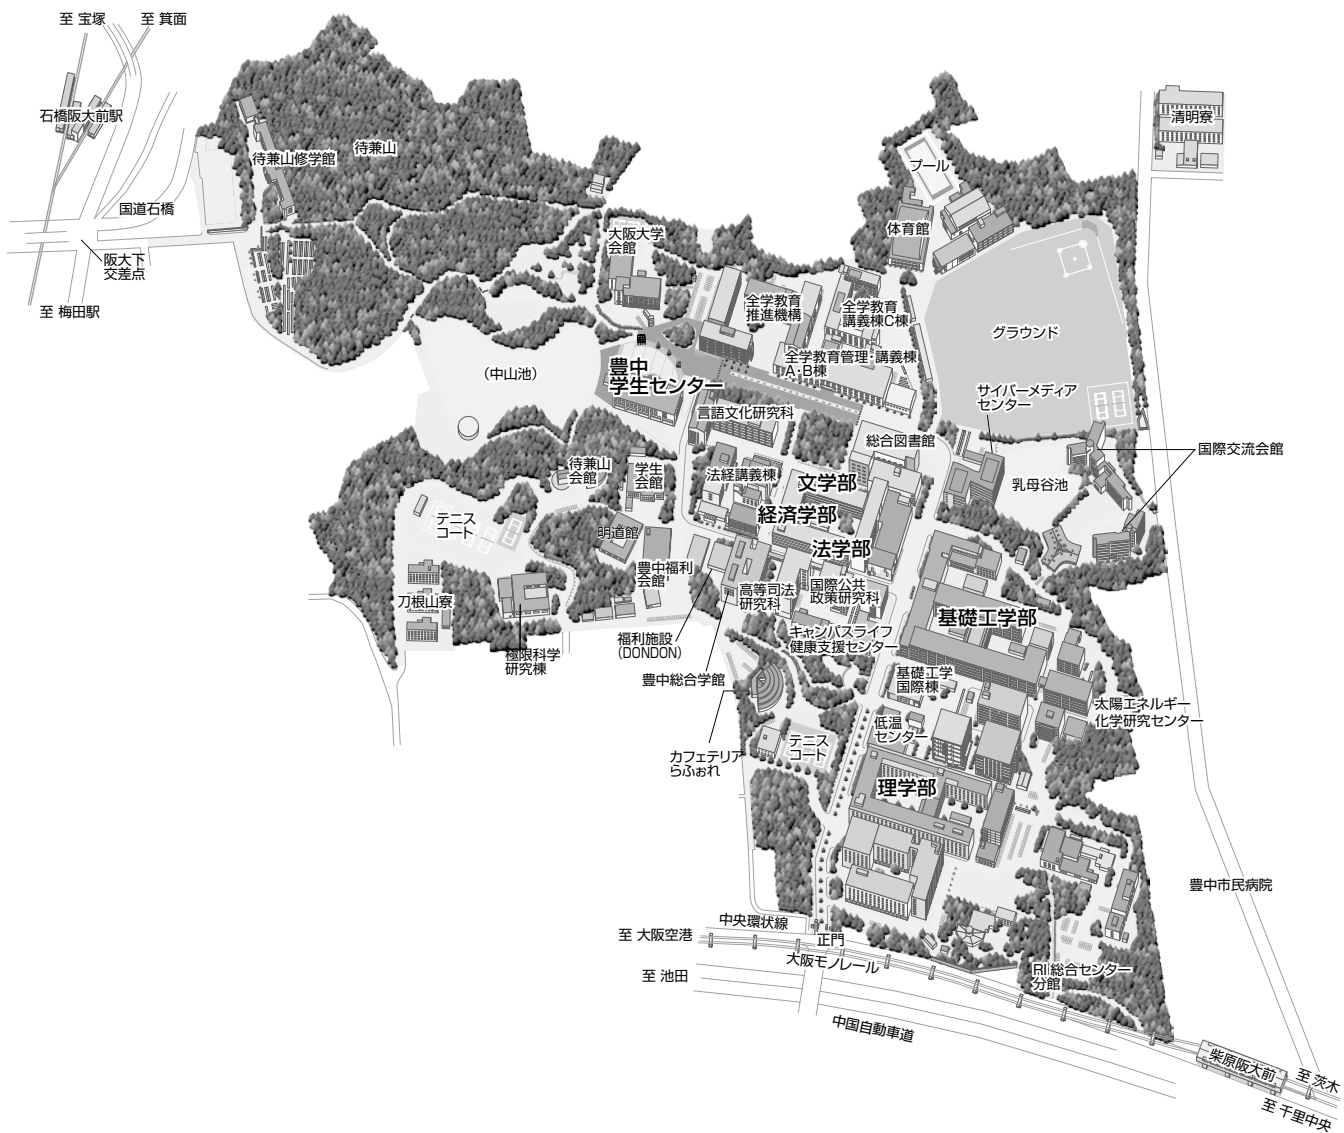 至 宝塚
至 箕面
石橋阪大前駅
清明寮
待兼山修学館
待兼山
プール
国道石橋
大阪大学
会館
体育館
阪大下
交差点
至 梅田駅
全学教育
推進機構
全学教育
講義棟C棟
グラウンド
全学教育管理・講義棟
A・B棟
(中山池)
豊中
学生センター
サイバーメディア
センター
言語文化研究科
総合図書館
国際交流会館
待兼山
会館
学生
会館
法経講義棟
文学部
乳母谷池
テニス
コート
経済学部
明道館
法学部
豊中福利
会館
高等司法
研究科
国際公共
政策研究科
刀根山寮
基礎工学部
福利施設
(DONDON)
キャンパスライフ
健康支援センター
極限科学
研究棟
豊中総合学館
基礎工学
国際棟
太陽エネルギー
化学研究センター
低温
センター
テニス
コート
カフェテリア
らふぉれ
理学部
豊中市民病院
中央環状線
至 大阪空港
正門
大阪モノレール
至 池田
RI総合センター
分館
中国自動車道
柴原阪大前
至 茨木
至 千里中央